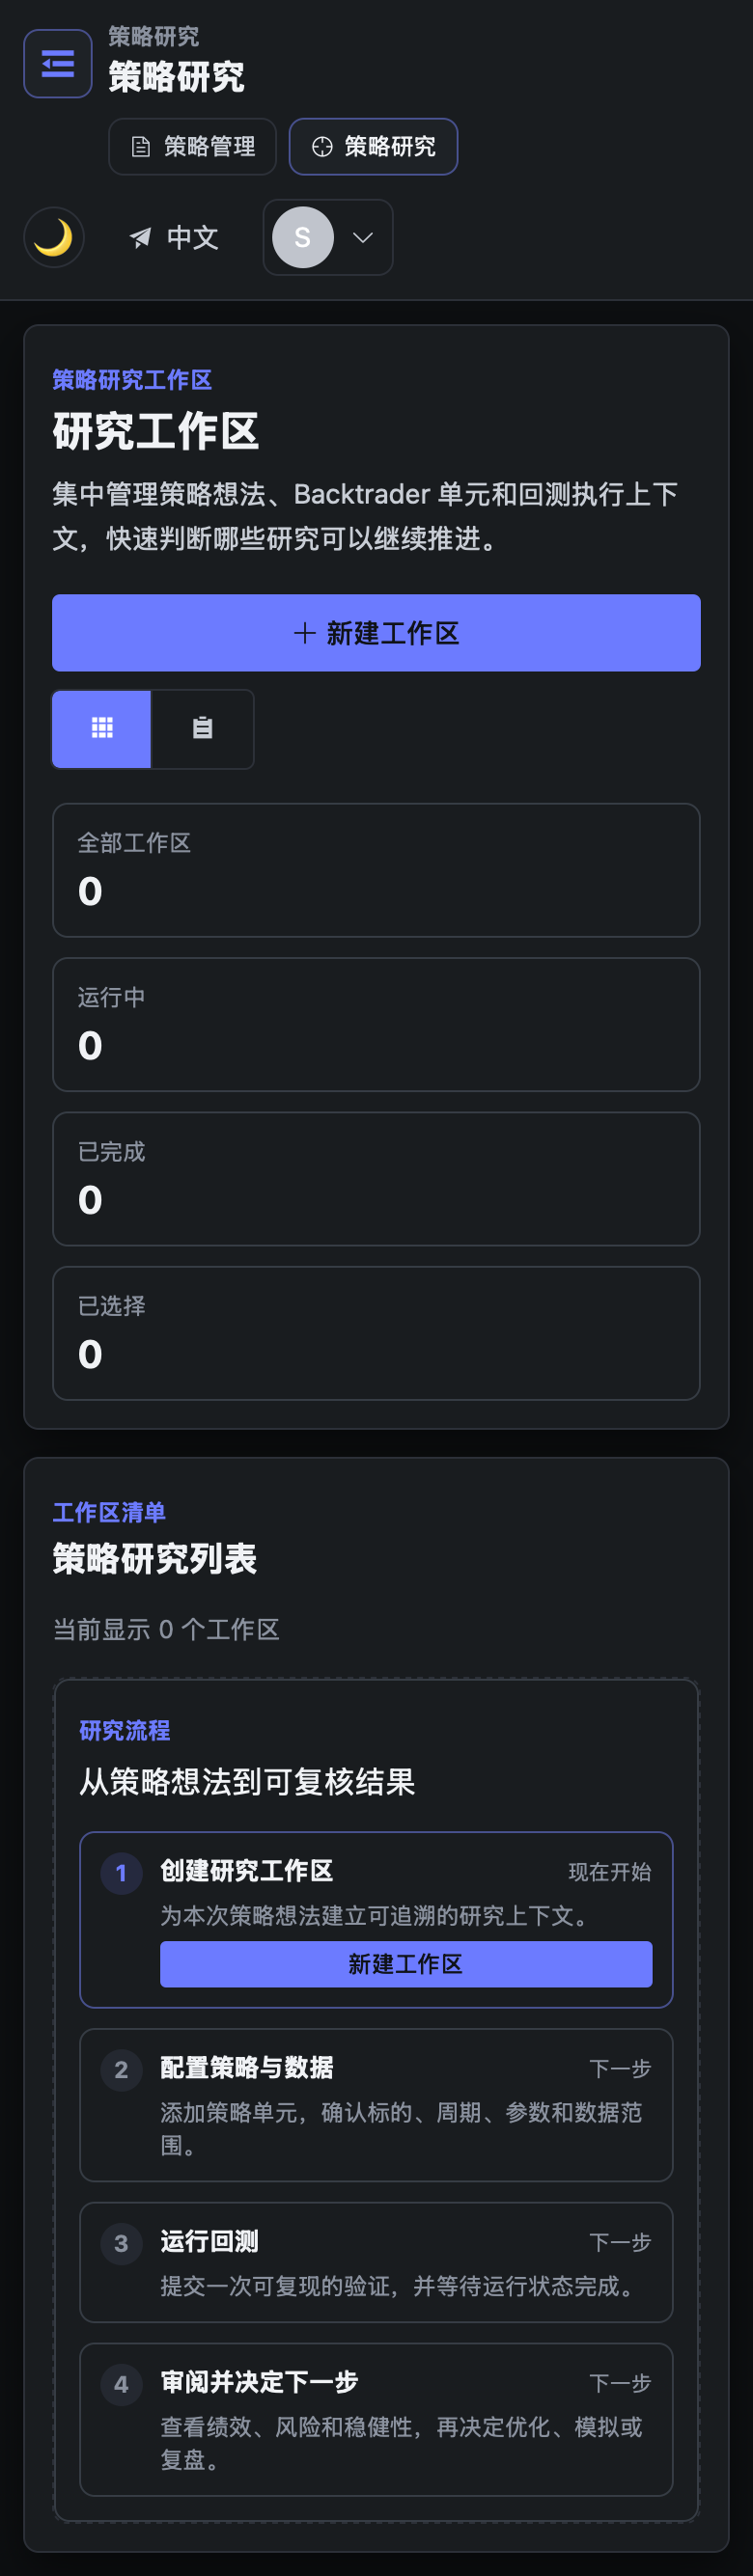 策略研究
策略研究
策略管理
策略研究
中文
S
策略研究工作区
研究工作区
集中管理策略想法、Backtrader 单元和回测执行上下
文，快速判断哪些研究可以继续推进。
新建工作区
全部工作区
0
运行中
0
已完成
0
已选择
0
工作区清单
策略研究列表
当前显示 0 个工作区
研究流程
从策略想法到可复核结果
1 创建研究工作区 现在开始
为本次策略想法建立可追溯的研究上下文。
新建工作区
2 配置策略与数据 下一步
添加策略单元，确认标的、周期、参数和数据范
围。
3 运行回测 下一步
提交一次可复现的验证，并等待运行状态完成。
4 审阅并决定下一步 下一步
查看绩效、风险和稳健性，再决定优化、模拟或
复盘。